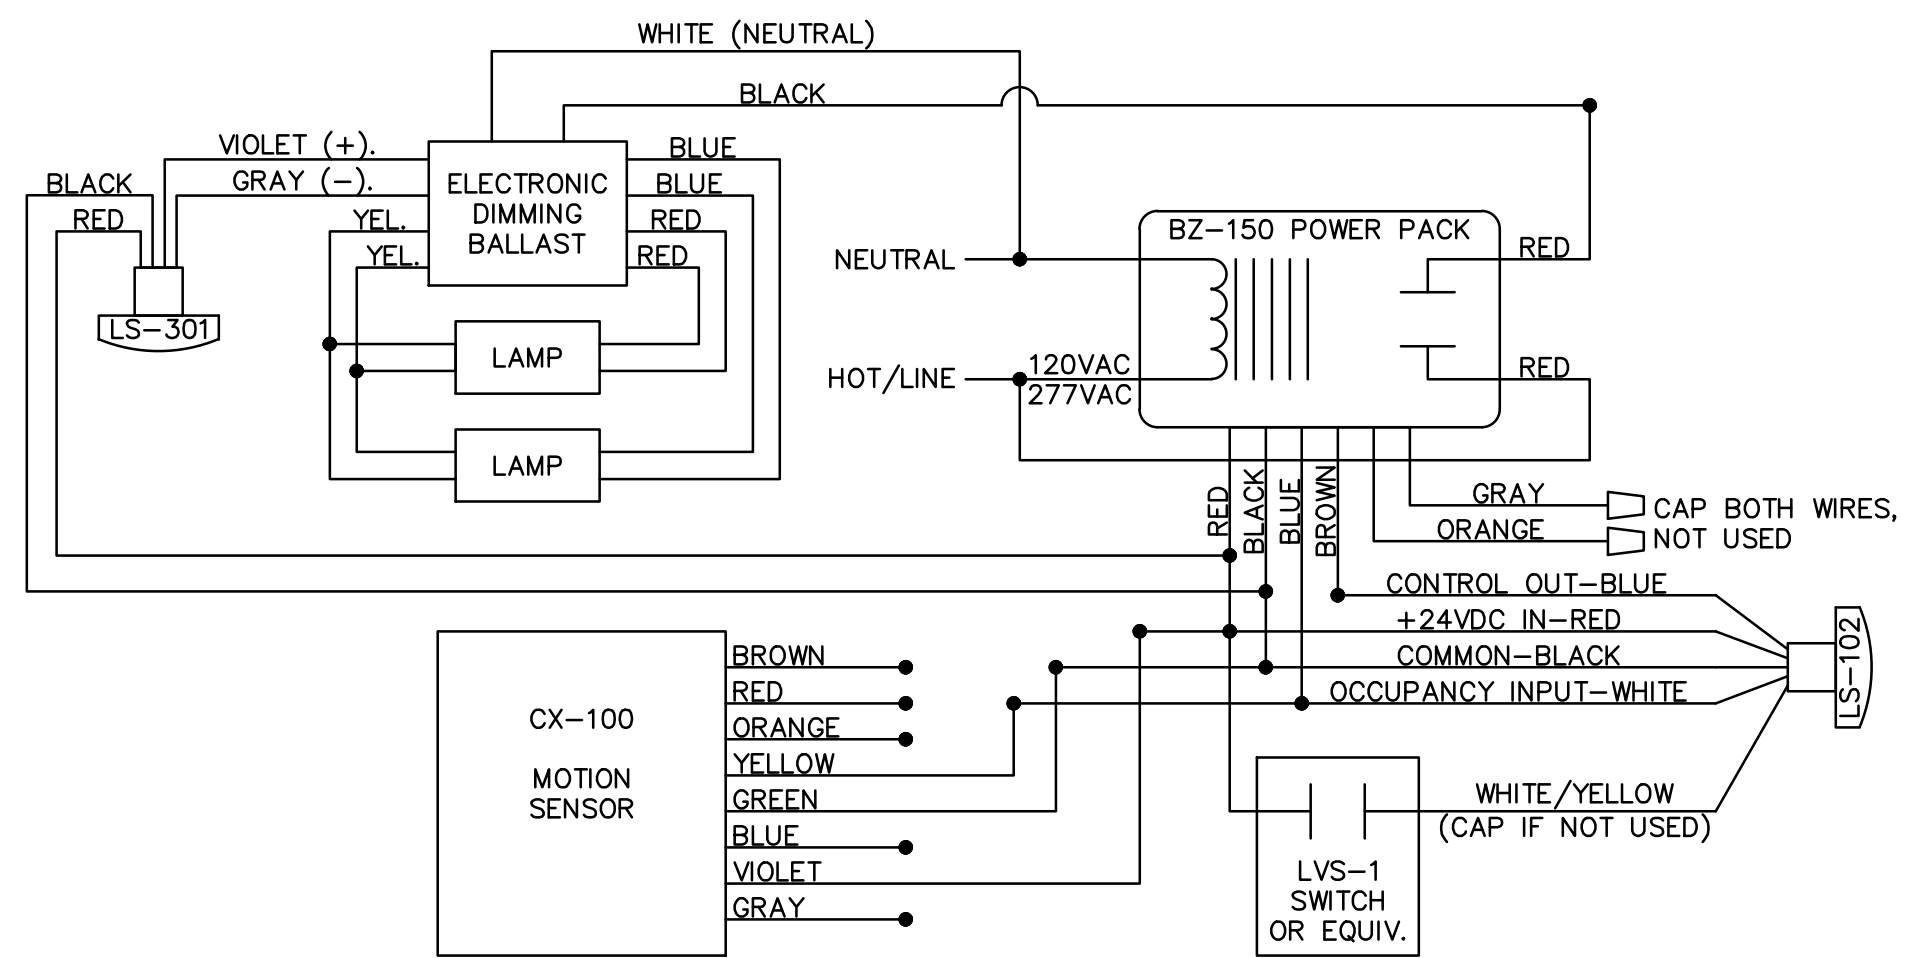 WHITE (NEUTRAL)
BLACK
VIOLET (+).
GRAY (-).
BLACK
RED
YEL.
YEL.
ELECTRONIC
DIMMING
BALLAST
BLUE
BLUE
RED
RED
LS-301
LAMP
LAMP
NEUTRAL
HOT/LINE
120VAC
277VAC
BZ-150 POWER PACK
RED
RED
RED
BLACK
BLUE
BROWN
GRAY
ORANGE
CAP BOTH WIRES,
NOT USED
CONTROL OUT-BLUE
+24VDC IN-RED
COMMON-BLACK
OCCUPANCY INPUT-WHITE
LS-102
CX-100
MOTION
SENSOR
BROWN
RED
ORANGE
YELLOW
GREEN
BLUE
VIOLET
GRAY
WHITE/YELLOW
(CAP IF NOT USED)
LVS-1
SWITCH
OR EQUIV.